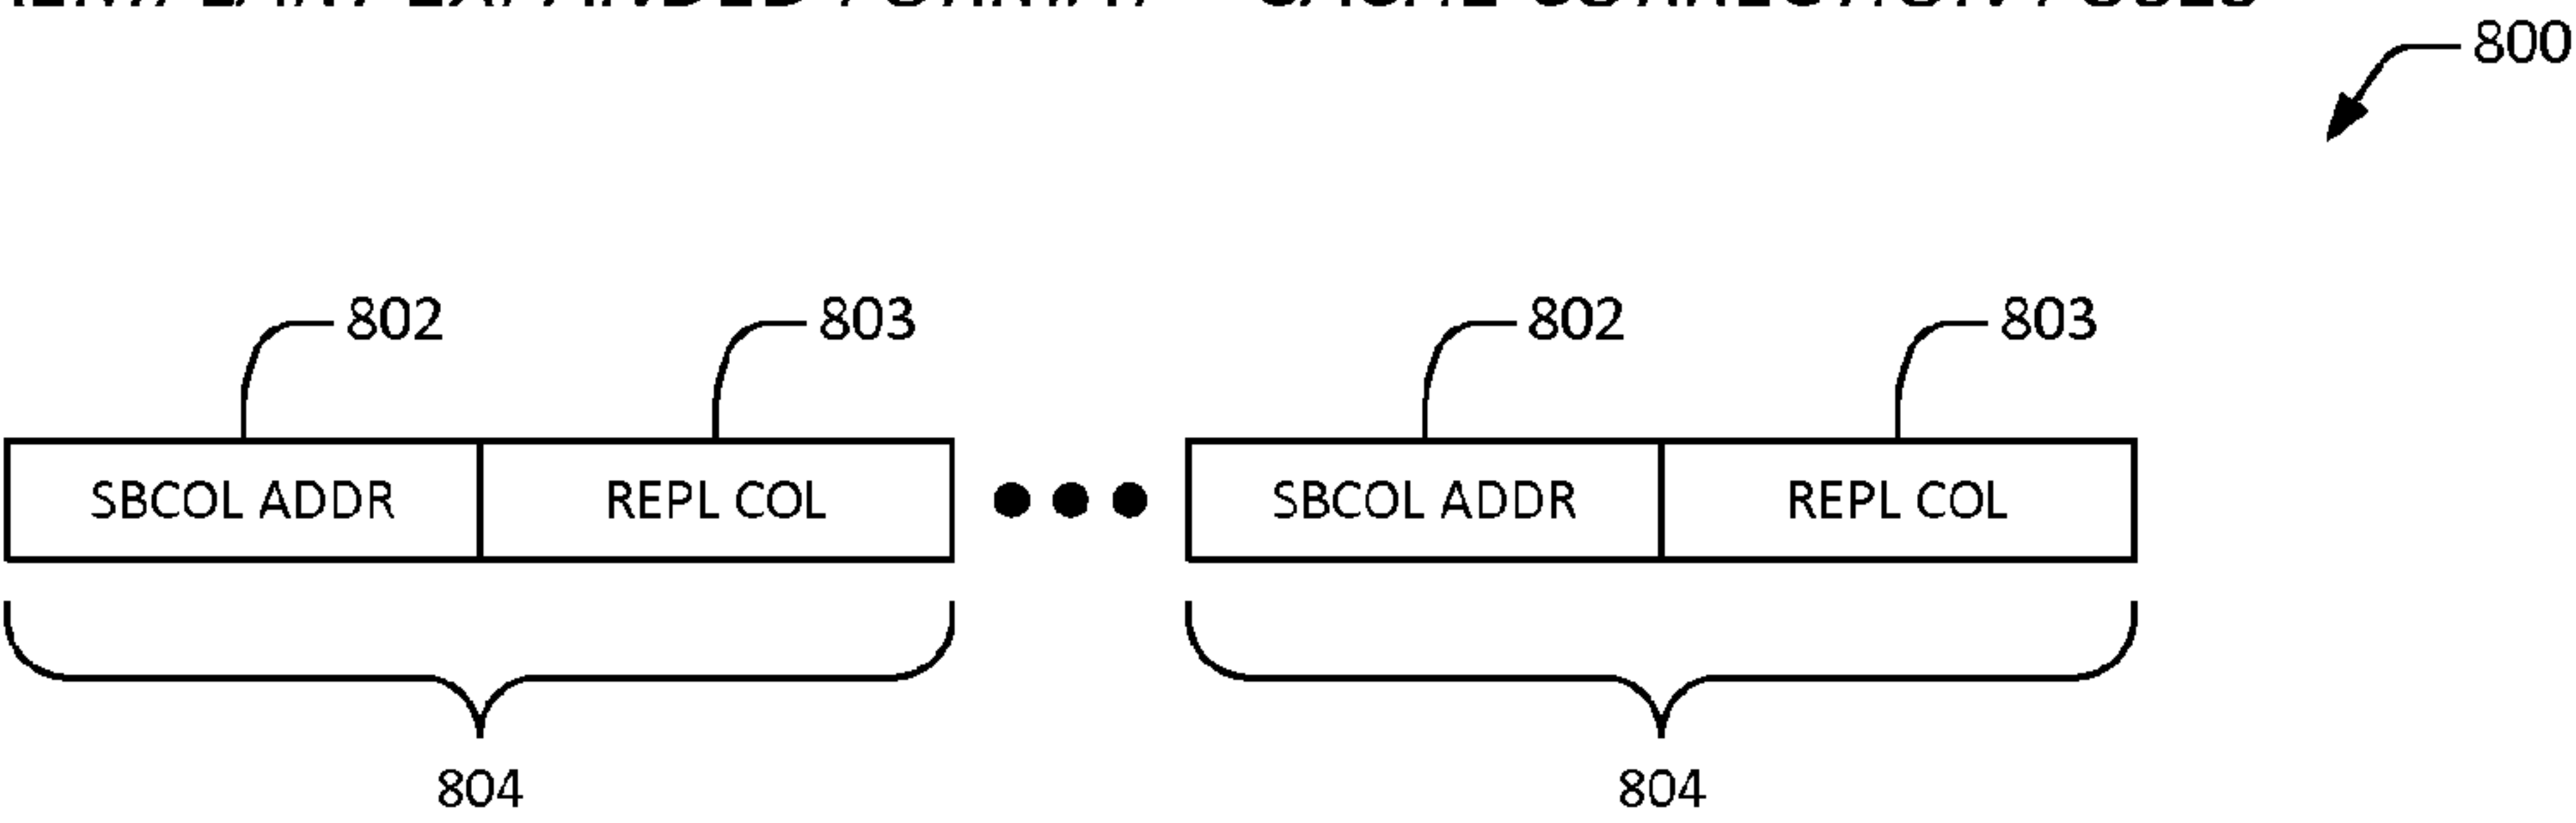 800
802 803 802 803
SBCOL ADDR REPL COL SBCOL ADDR REPL COL
804 804